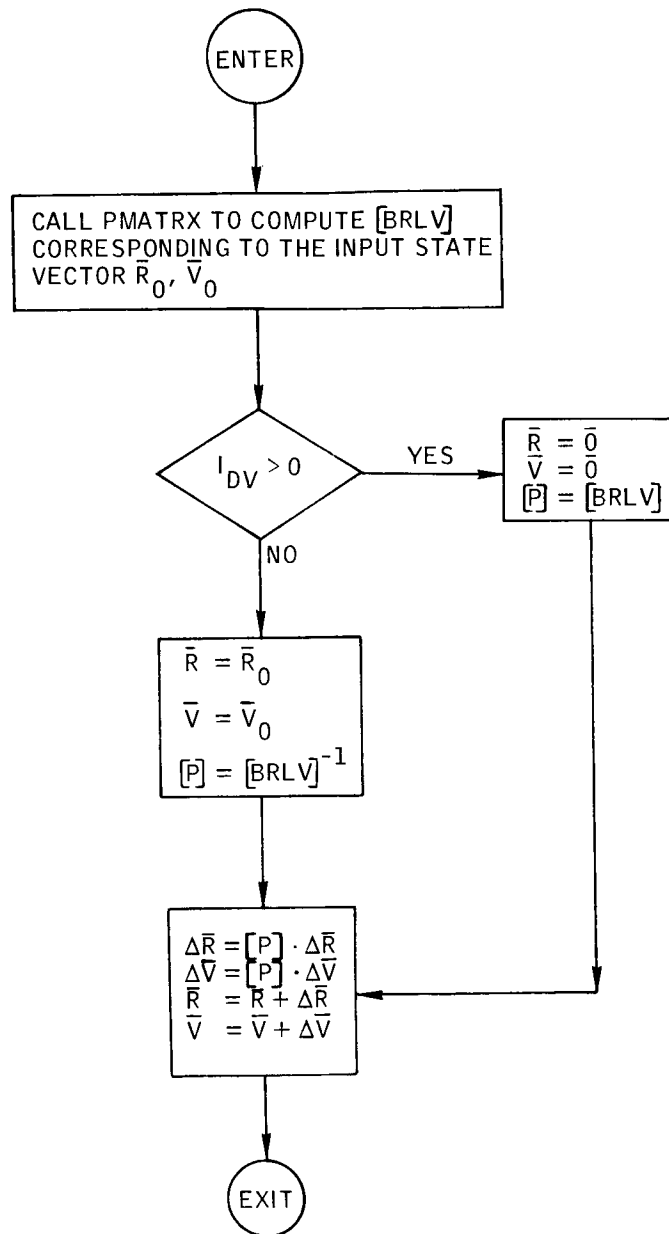 ENTER
CALL PMATRX TO COMPUTE [BRLV]
CORRESPONDING TO THE INPUT STATE
VECTOR R̅₀, V̅₀
I_DV > 0
YES
R̅ = 0̅
V̅ = 0̅
[P] = [BRLV]
NO
R̅ = R̅₀
V̅ = V̅₀
[P] = [BRLV]⁻¹
ΔR̅ = [P] · ΔR̅
ΔV̅ = [P] · ΔV̅
R̅ = R̅ + ΔR̅
V̅ = V̅ + ΔV̅
EXIT